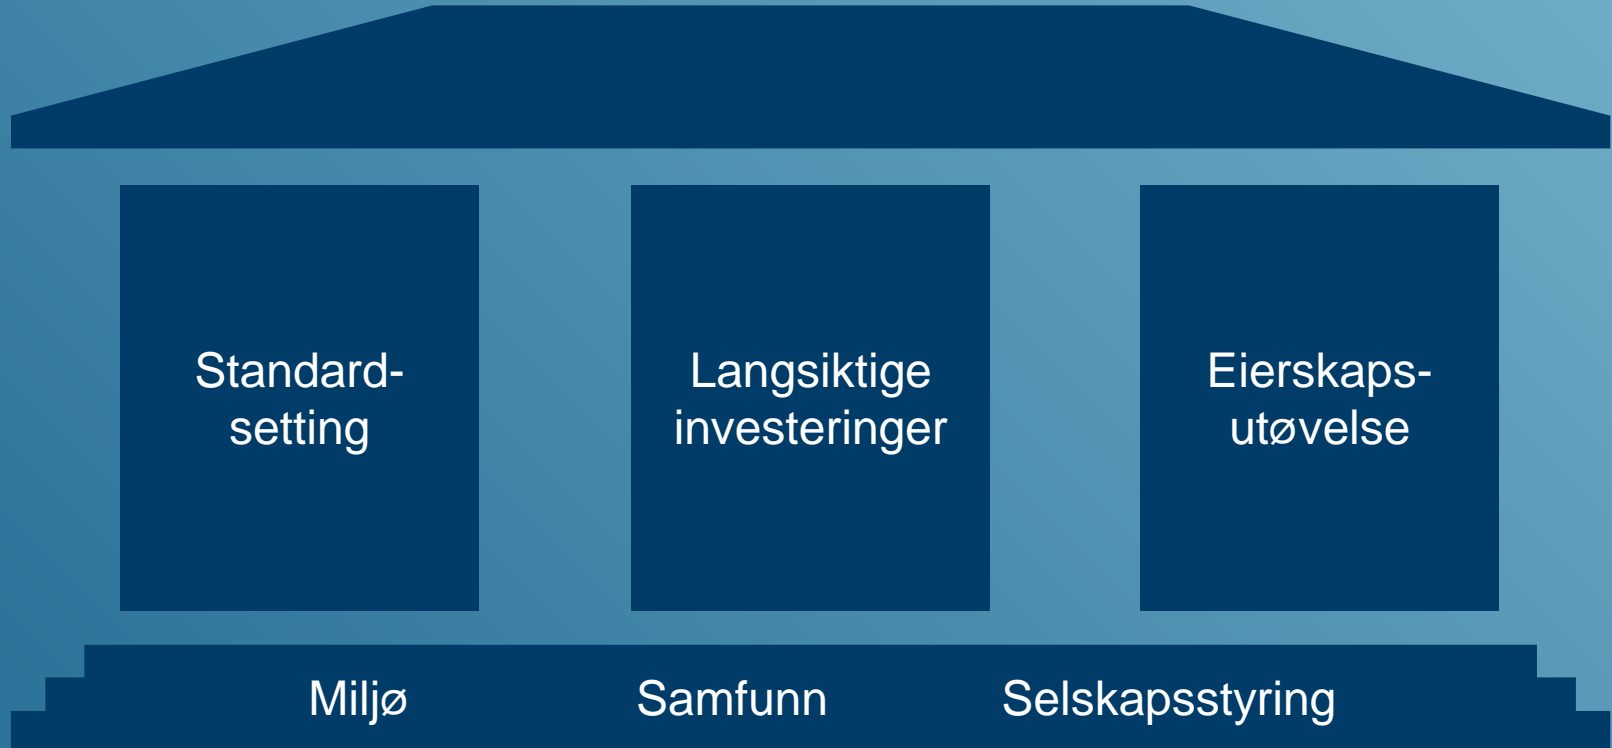 Standard-
setting
Langsiktige
investeringer
Eierskaps-
utøvelse
Miljø Samfunn Selskapsstyring